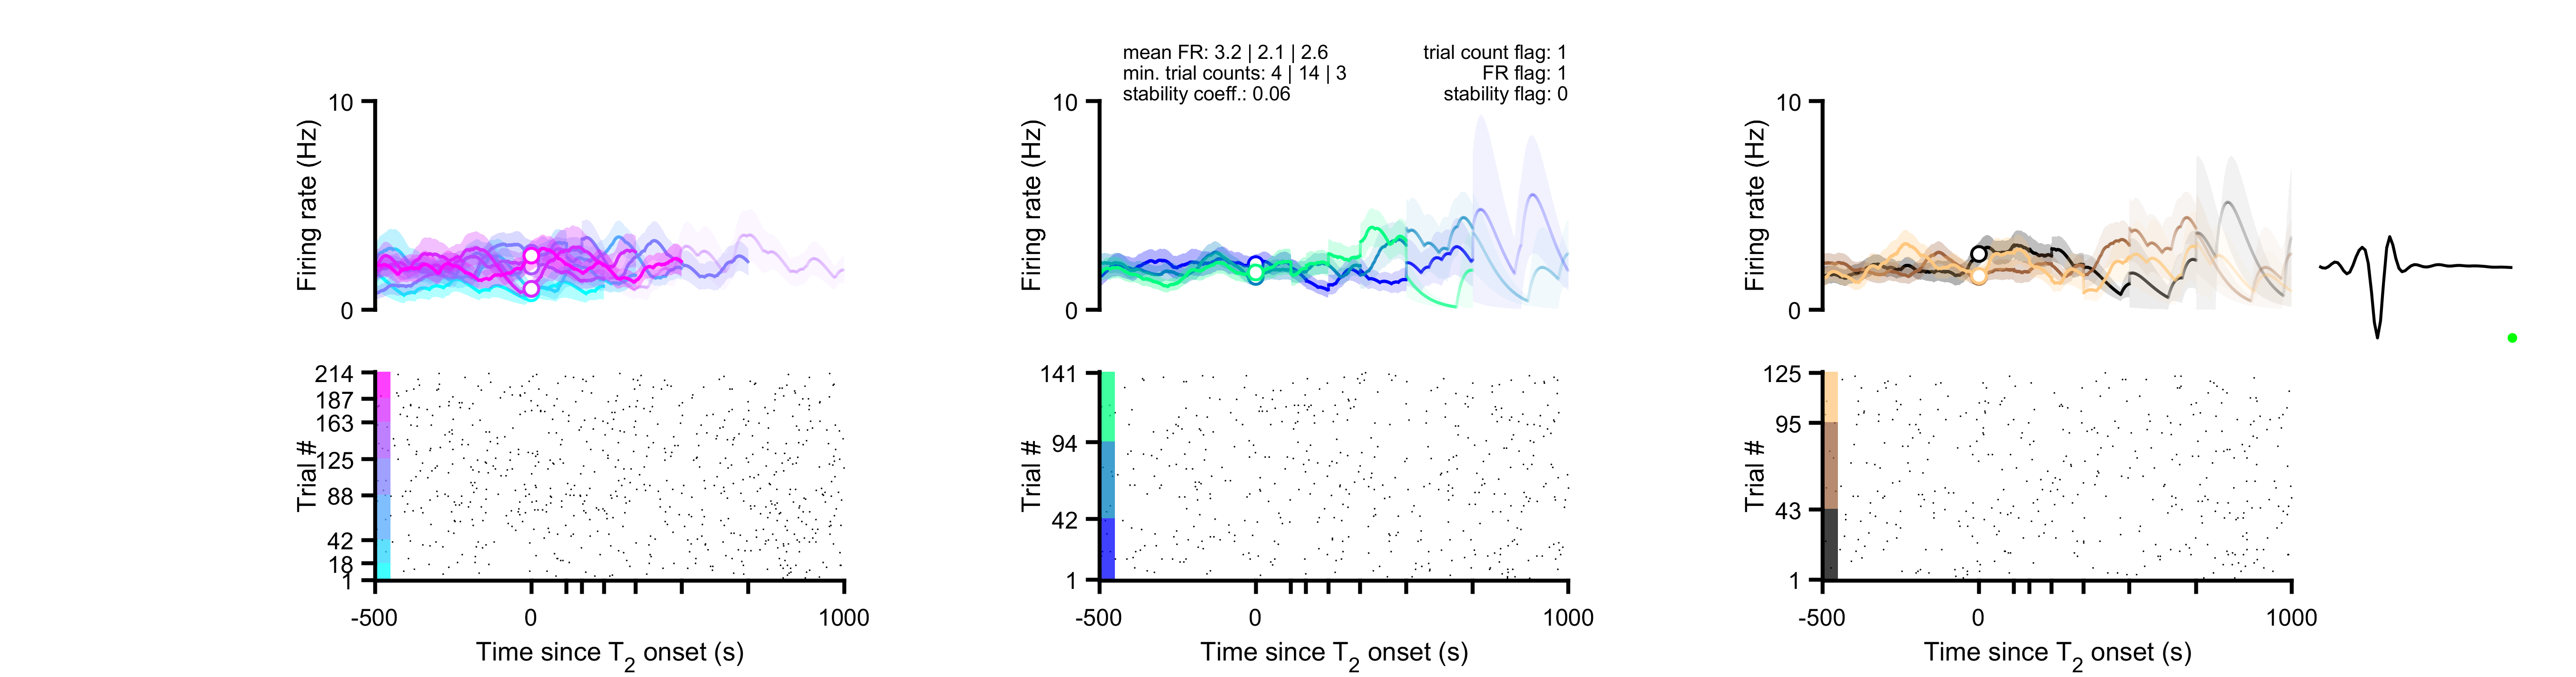 mean FR: 3.2 | 2.1 | 2.6
min. trial counts: 4 | 14 | 3
stability coeff.: 0.06
trial count flag: 1
FR flag: 1
stability flag: 0
10
0
Firing rate (Hz)
10
0
Firing rate (Hz)
10
0
Firing rate (Hz)
214
187
163
125
88
42
18
1
Trial #
-500
0
1000
Time since T2 onset (s)
141
94
42
1
Trial #
-500
0
1000
Time since T2 onset (s)
125
95
43
1
Trial #
-500
0
1000
Time since T2 onset (s)